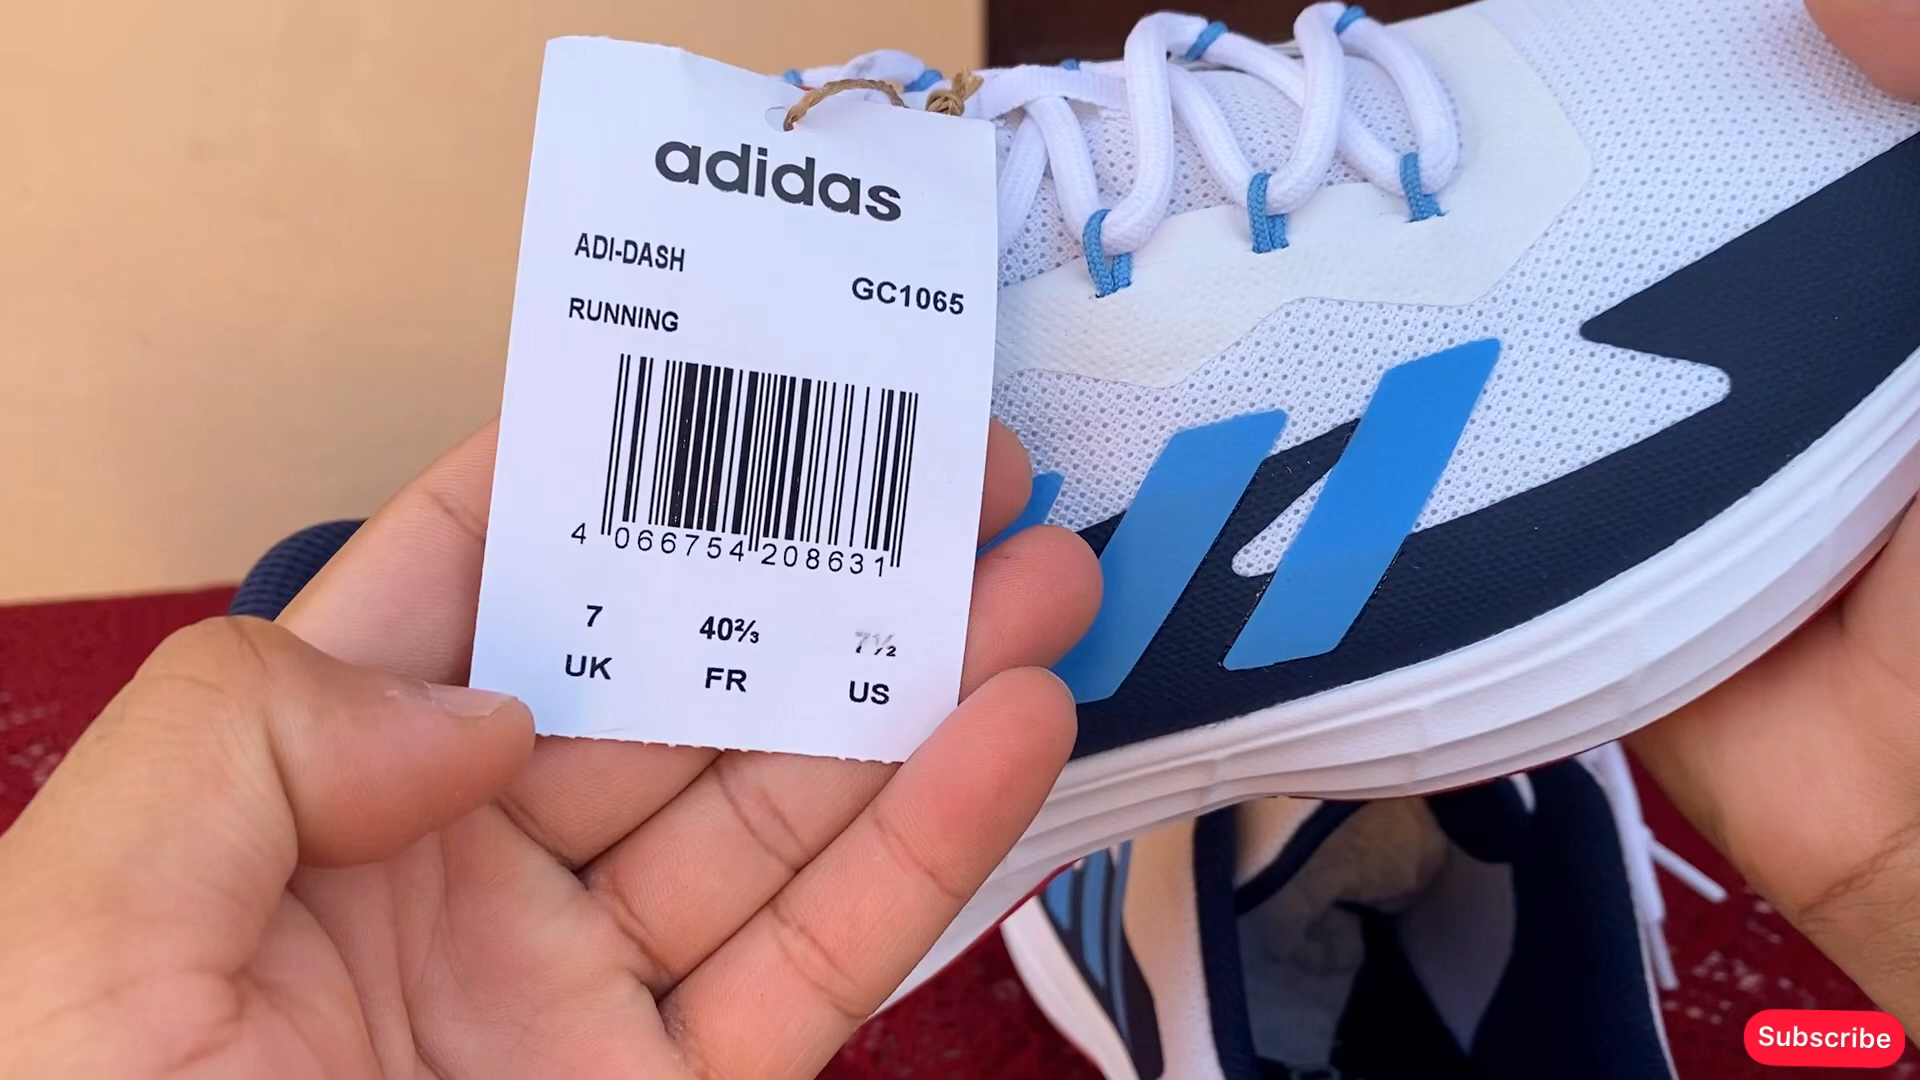 adidas
ADI-DASH
GC1065
RUNNING
4 066754 208631
7 40⅔ 7½
UK FR US
Subscribe